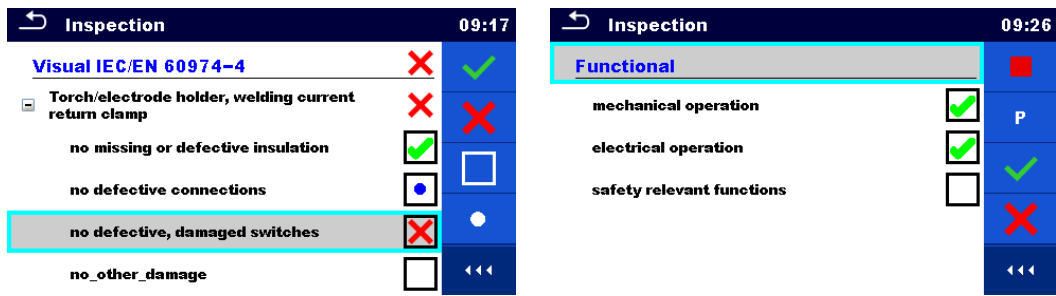 Inspection 09:17
Visual IEC/EN 60974-4
Torch/electrode holder, welding current
return clamp
no missing or defective insulation
no defective connections
no defective, damaged switches
no_other_damage
Inspection 09:26
Functional
P
mechanical operation
electrical operation
safety relevant functions